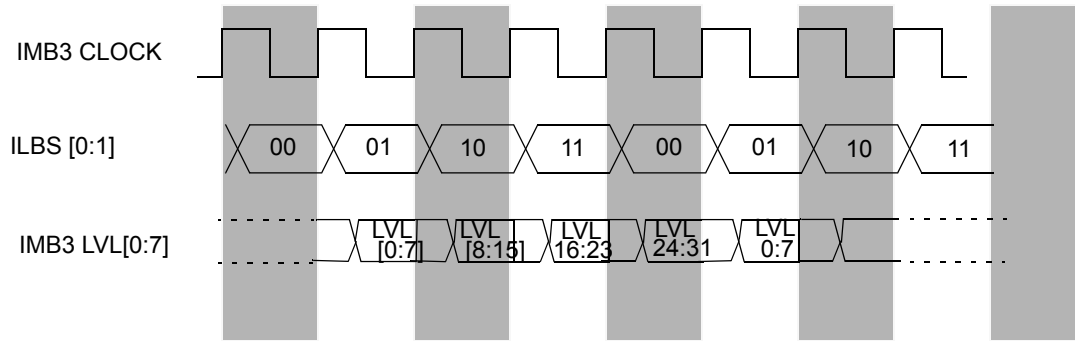 IMB3 CLOCK
ILBS [0:1]
00 01 10 11 00 01 10 11
IMB3 LVL[0:7]
LVL LVL LVL LVL LVL
[0:7] [8:15] 16:23 24:31 0:7